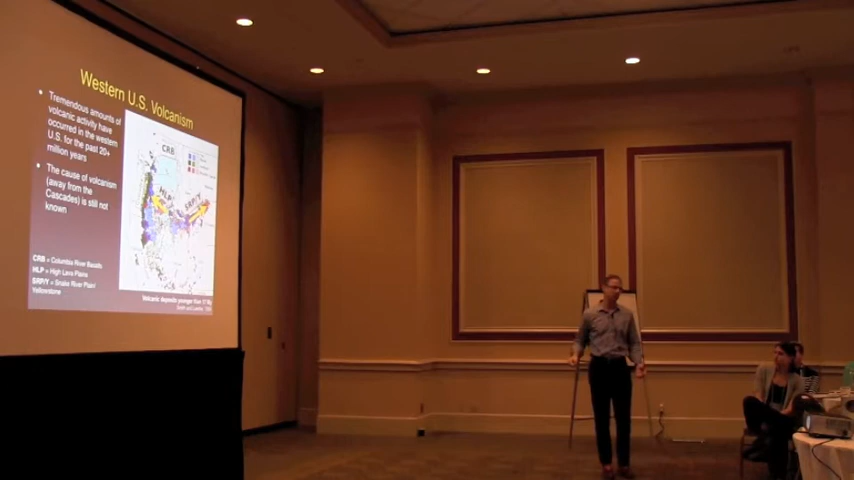 Western U.S. Volcanism
• Tremendous amounts of
volcanic activity have
occurred in the western
U.S. for the past 20+
million years
• The cause of volcanism
(away from the
Cascades) is still not
known
CRB
HLP
SRP/Y
CRB = Columbia River Basalts
HLP = High Lava Plains
SRP/Y = Snake River Plain/
Yellowstone
Volcanic deposits younger than 17 My